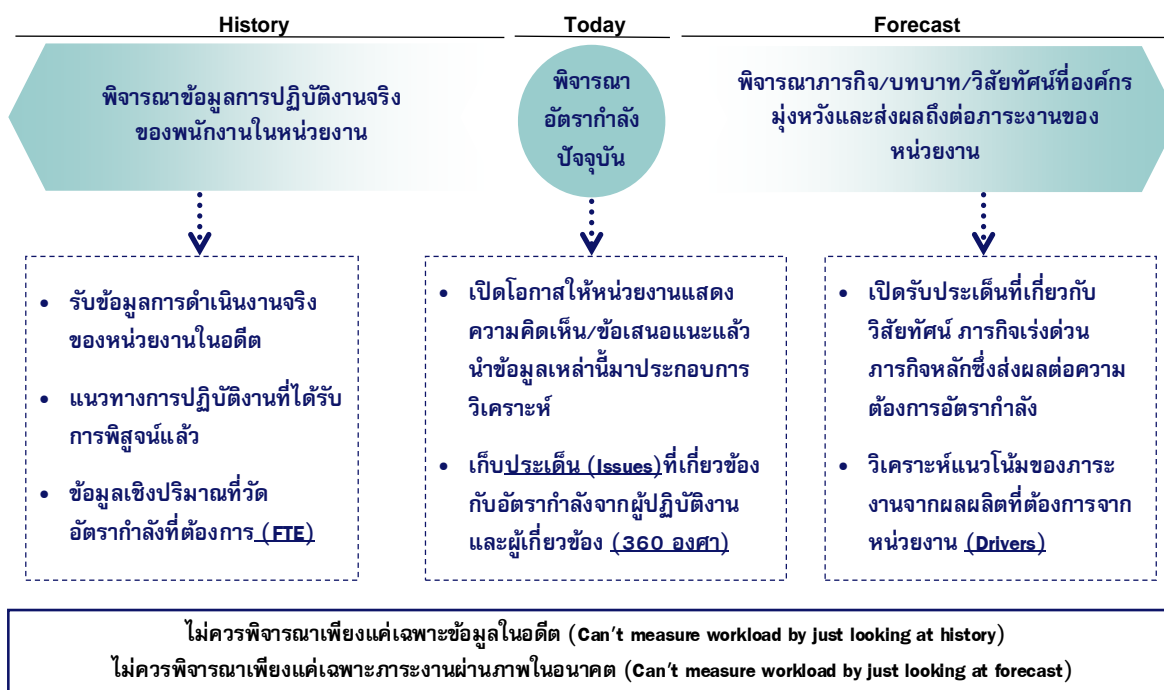 History
Today
Forecast
พิจารณาข้อมูลการปฏิบัติงานจริง
ของพนักงานในหน่วยงาน
พิจารณา
อัตรากำลัง
ปัจจุบัน
พิจารณาภารกิจ/บทบาท/วิสัยทัศน์ที่องค์กร
มุ่งหวังและส่งผลถึงต่อภาระงานของ
หน่วยงาน
• รับข้อมูลการดำเนินงานจริง
ของหน่วยงานในอดีต
• แนวทางการปฏิบัติงานที่ได้รับ
การพิสูจน์แล้ว
• ข้อมูลเชิงปริมาณที่วัด
อัตรากำลังที่ต้องการ (FTE)
• เปิดโอกาสให้หน่วยงานแสดง
ความคิดเห็น/ข้อเสนอแนะแล้ว
นำข้อมูลเหล่านี้มาประกอบการ
วิเคราะห์
• เก็บประเด็น (Issues)ที่เกี่ยวข้อง
กับอัตรากำลังจากผู้ปฏิบัติงาน
และผู้เกี่ยวข้อง (360 องศา)
• เปิดรับประเด็นที่เกี่ยวกับ
วิสัยทัศน์ ภารกิจเร่งด่วน
ภารกิจหลักซึ่งส่งผลต่อความ
ต้องการอัตรากำลัง
• วิเคราะห์แนวโน้มของภาระ
งานจากผลผลิตที่ต้องการจาก
หน่วยงาน (Drivers)
ไม่ควรพิจารณาเพียงแค่เฉพาะข้อมูลในอดีต (Can't measure workload by just looking at history)
ไม่ควรพิจารณาเพียงแค่เฉพาะภาระงานผ่านภาพในอนาคต (Can't measure workload by just looking at forecast)